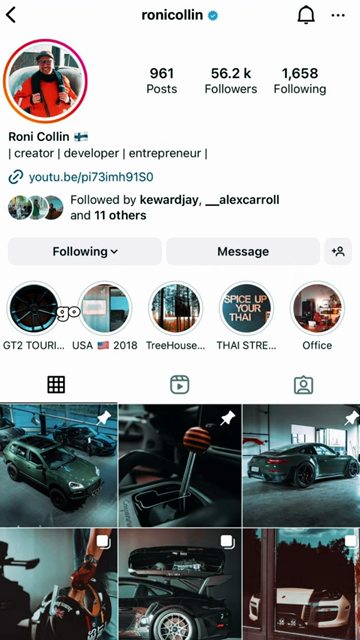 ronicollin
961
56.2 k
1,658
Posts
Followers
Following
Roni Collin 🇫🇮
| creator | developer | entrepreneur |
youtu.be/pi73imh91S0
Followed by kewardjay, __alexcarroll
and 11 others
Following
Message
go
SPICE UP
YOUR
THAI
GT2 TOURI...
USA 🇺🇸 2018
TreeHouse...
THAI STRE...
Office